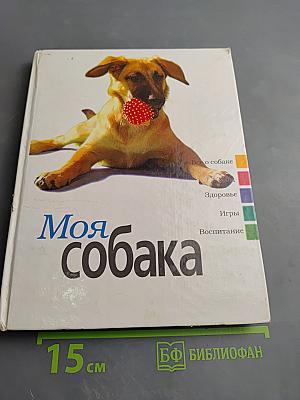 Все о собаке
Здоровье
Игры
Воспитание
Моя
собака
15 см
БФ БИБЛИОФАН